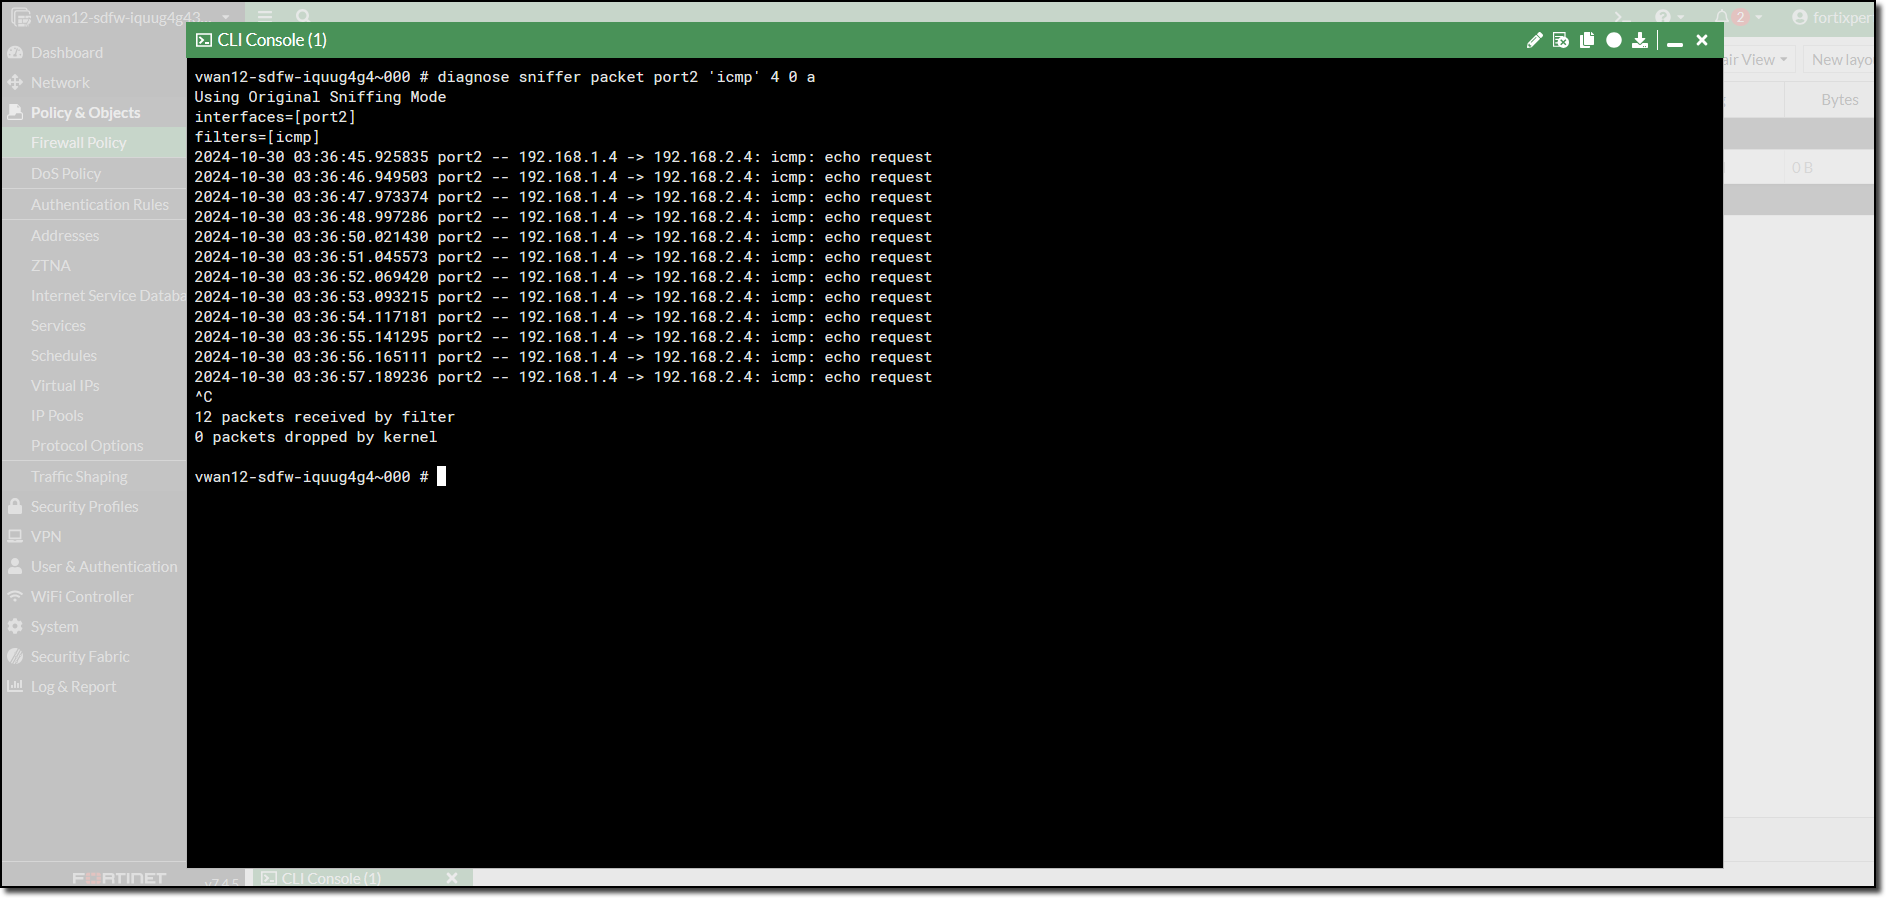 vwan12-sdfw-iquug4g43...
2
fortixper
CLI Console (1)
Dashboard
Network
Policy & Objects
Firewall Policy
DoS Policy
Authentication Rules
Addresses
ZTNA
Internet Service Databa
Services
Schedules
Virtual IPs
IP Pools
Protocol Options
Traffic Shaping
Security Profiles
VPN
User & Authentication
WiFi Controller
System
Security Fabric
Log & Report
FORTINET
v7.4.5
vwan12-sdfw-iquug4g4~000 # diagnose sniffer packet port2 'icmp' 4 0 a
Using Original Sniffing Mode
interfaces=[port2]
filters=[icmp]
2024-10-30 03:36:45.925835 port2 -- 192.168.1.4 -> 192.168.2.4: icmp: echo request
2024-10-30 03:36:46.949503 port2 -- 192.168.1.4 -> 192.168.2.4: icmp: echo request
2024-10-30 03:36:47.973374 port2 -- 192.168.1.4 -> 192.168.2.4: icmp: echo request
2024-10-30 03:36:48.997286 port2 -- 192.168.1.4 -> 192.168.2.4: icmp: echo request
2024-10-30 03:36:50.021430 port2 -- 192.168.1.4 -> 192.168.2.4: icmp: echo request
2024-10-30 03:36:51.045573 port2 -- 192.168.1.4 -> 192.168.2.4: icmp: echo request
2024-10-30 03:36:52.069420 port2 -- 192.168.1.4 -> 192.168.2.4: icmp: echo request
2024-10-30 03:36:53.093215 port2 -- 192.168.1.4 -> 192.168.2.4: icmp: echo request
2024-10-30 03:36:54.117181 port2 -- 192.168.1.4 -> 192.168.2.4: icmp: echo request
2024-10-30 03:36:55.141295 port2 -- 192.168.1.4 -> 192.168.2.4: icmp: echo request
2024-10-30 03:36:56.165111 port2 -- 192.168.1.4 -> 192.168.2.4: icmp: echo request
2024-10-30 03:36:57.189236 port2 -- 192.168.1.4 -> 192.168.2.4: icmp: echo request
^C
12 packets received by filter
0 packets dropped by kernel
vwan12-sdfw-iquug4g4~000 #
air View
New layo
Bytes
0 B
CLI Console (1)